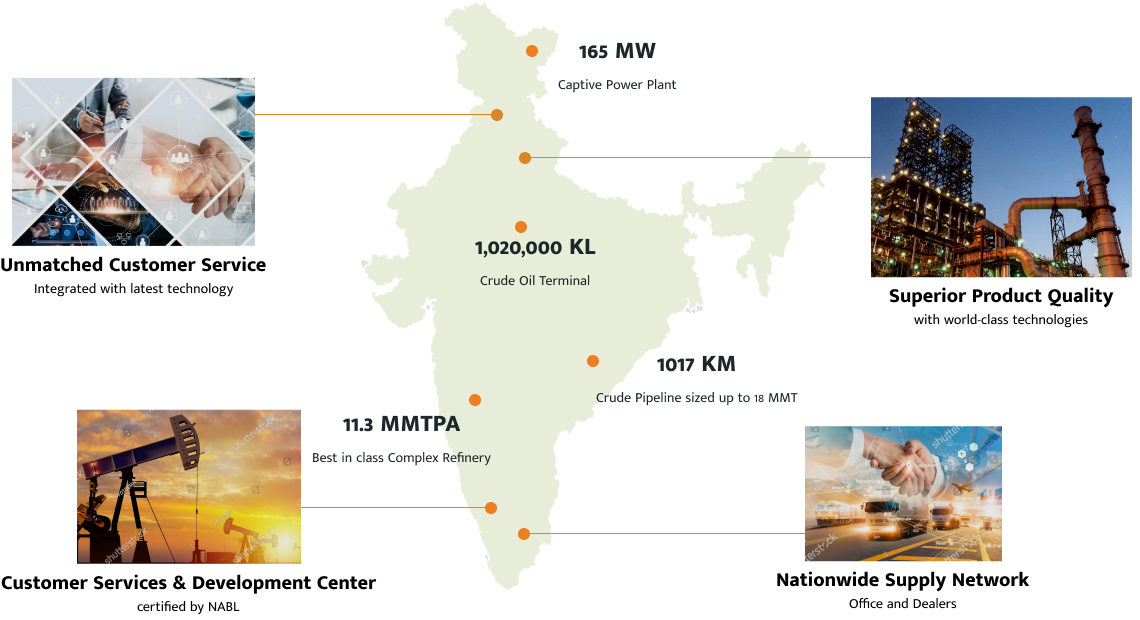 165 MW
Captive Power Plant
Unmatched Customer Service
Integrated with latest technology
1,020,000 KL
Crude Oil Terminal
Superior Product Quality
with world-class technologies
1017 KM
Crude Pipeline sized up to 18 MMT
11.3 MMTPA
Best in class Complex Refinery
shutterstock
shutterstock
shutterstock
Customer Services & Development Center
certified by NABL
shutterstock
Nationwide Supply Network
Office and Dealers